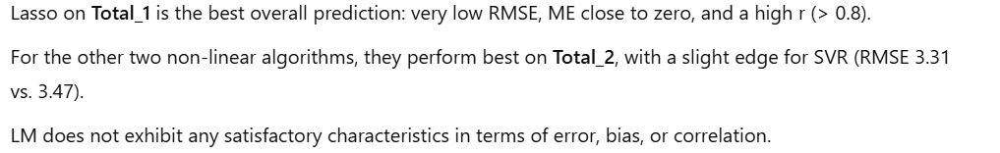 Lasso on Total_1 is the best overall prediction: very low RMSE, ME close to zero, and a high r (> 0.8).
For the other two non-linear algorithms, they perform best on Total_2, with a slight edge for SVR (RMSE 3.31
vs. 3.47).
LM does not exhibit any satisfactory characteristics in terms of error, bias, or correlation.